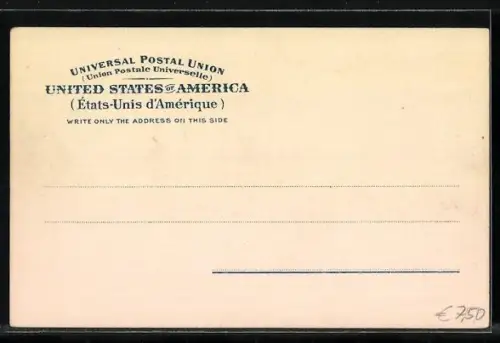 UNIVERSAL POSTAL UNION
(Union Postale Universelle)
UNITED STATES OF AMERICA
(États-Unis d'Amérique)
WRITE ONLY THE ADDRESS ON THIS SIDE
€ 7,50